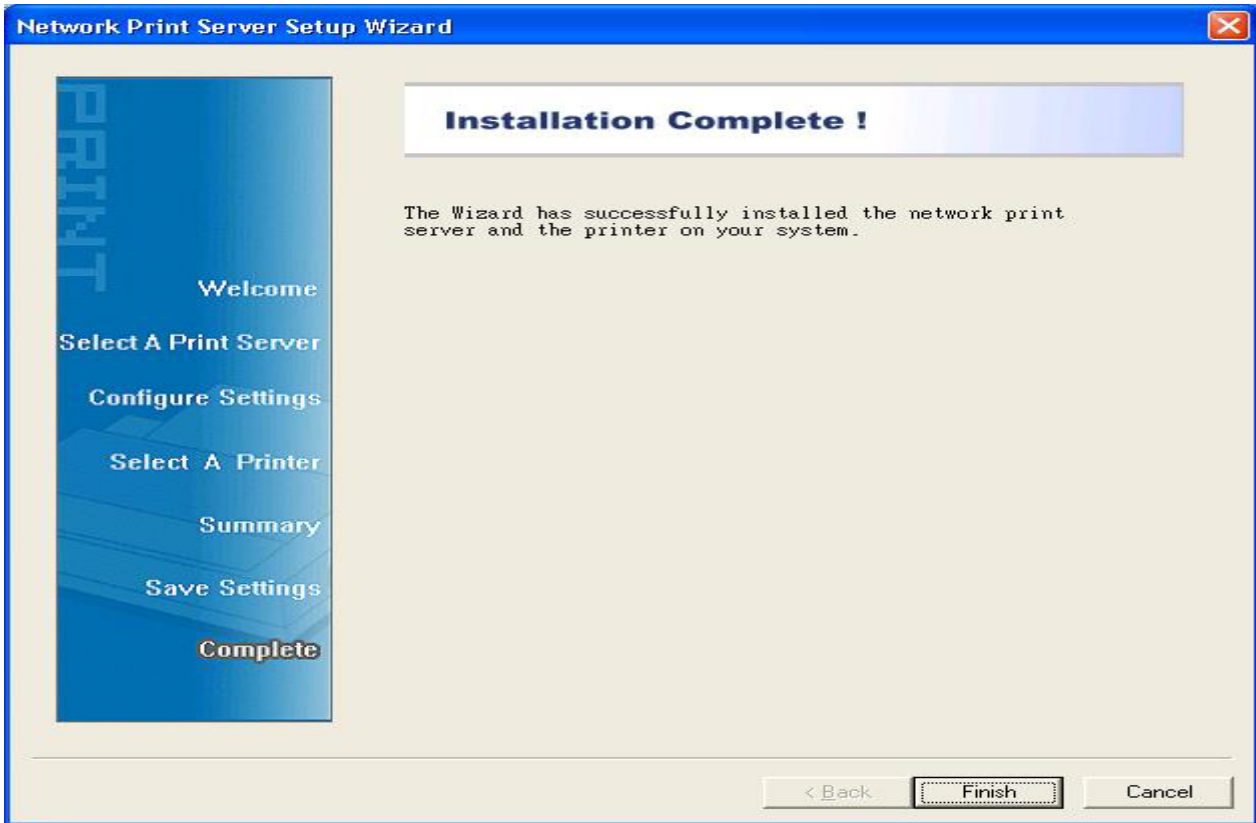 Network Print Server Setup Wizard
PRINT
Installation Complete !
The Wizard has successfully installed the network print
server and the printer on your system.
Welcome
Select A Print Server
Configure Settings
Select A Printer
Summary
Save Settings
Complete
< Back
Finish
Cancel